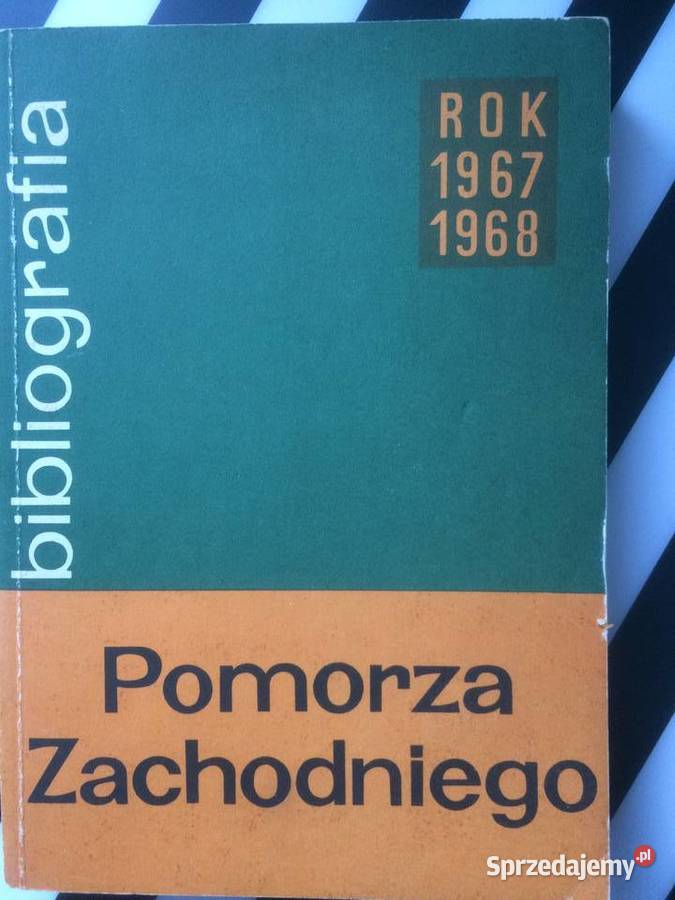 bibliografia
ROK
1967
1968
Pomorza
Zachodniego
Sprzedajemy.pl